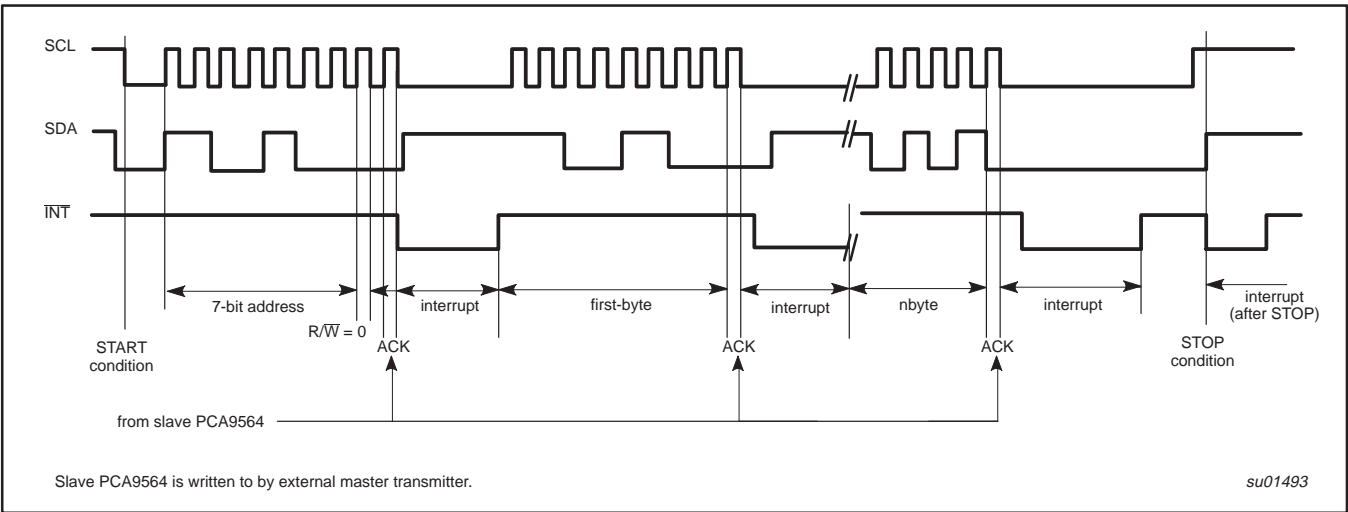 SCL
SDA
INT
7-bit address
interrupt
first-byte
interrupt
nbyte
interrupt
interrupt
(after STOP)
R/W = 0
START
condition
ACK
ACK
ACK
STOP
condition
from slave PCA9564
Slave PCA9564 is written to by external master transmitter.
su01493